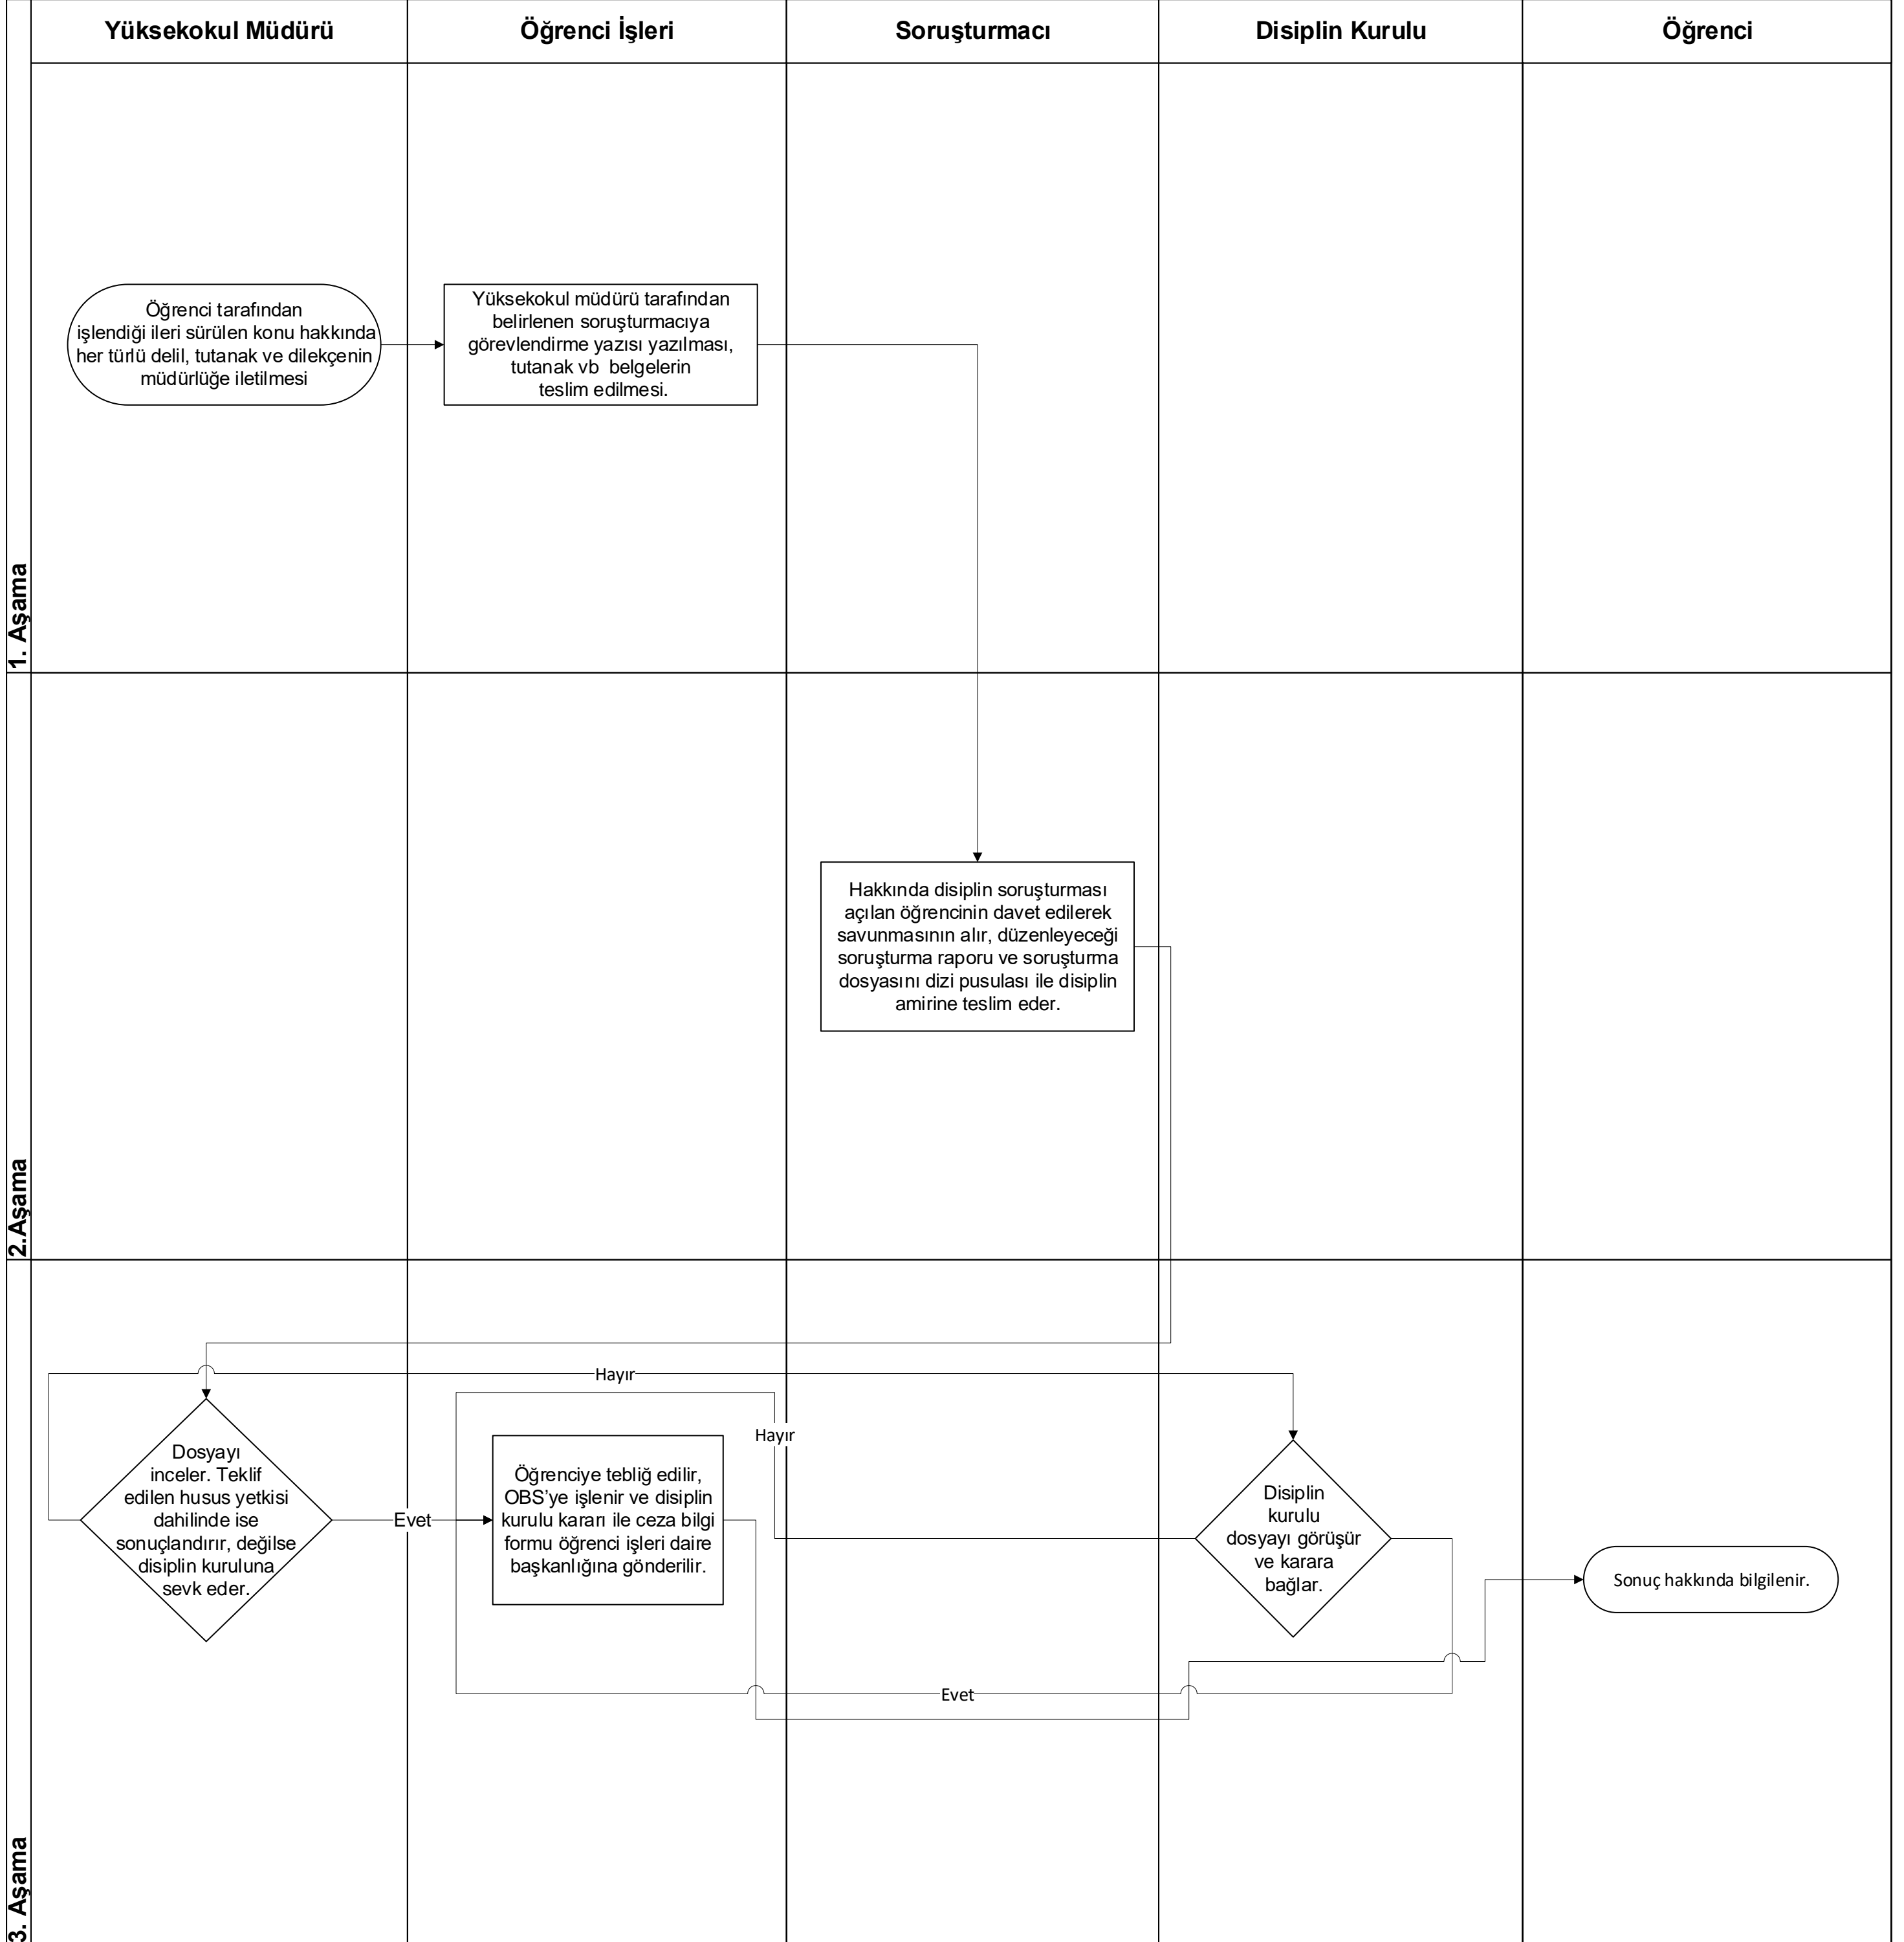 Yüksekokul Müdürü
Öğrenci İşleri
Soruşturmacı
Disiplin Kurulu
Öğrenci
1. Aşama
Öğrenci tarafından
işlendiği ileri sürülen konu hakkında
her türlü delil, tutanak ve dilekçenin
müdürlüğe iletilmesi
Yüksekokul müdürü tarafından
belirlenen soruşturmacıya
görevlendirme yazısı yazılması,
tutanak vb  belgelerin
teslim edilmesi.
2.Aşama
Hakkında disiplin soruşturması
açılan öğrencinin davet edilerek
savunmasının alır, düzenleyeceği
soruşturma raporu ve soruşturma
dosyasını dizi pusulası ile disiplin
amirine teslim eder.
3. Aşama
Hayır
Hayır
Dosyayı
inceler. Teklif
edilen husus yetkisi
dahilinde ise
sonuçlandırır, değilse
disiplin kuruluna
sevk eder.
Evet
Öğrenciye tebliğ edilir,
OBS’ye işlenir ve disiplin
kurulu kararı ile ceza bilgi
formu öğrenci işleri daire
başkanlığına gönderilir.
Disiplin
kurulu
dosyayı görüşür
ve karara
bağlar.
Sonuç hakkında bilgilenir.
Evet